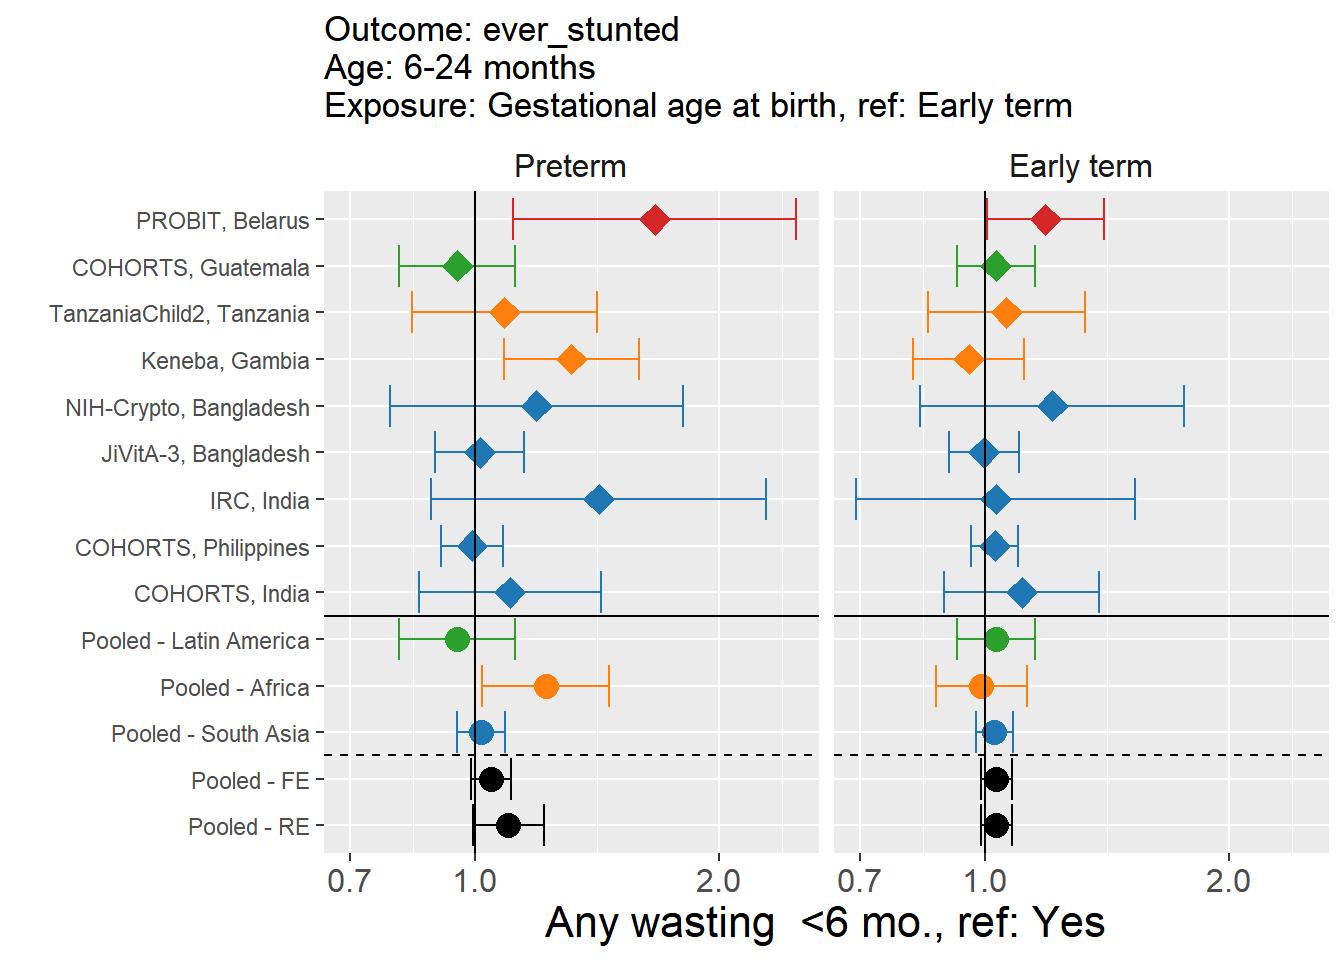 Outcome: ever_stunted
Age: 6-24 months
Exposure: Gestational age at birth, ref: Early term
Preterm
Early term
PROBIT, Belarus
COHORTS, Guatemala
TanzaniaChild2, Tanzania
Keneba, Gambia
NIH-Crypto, Bangladesh
JiVitA-3, Bangladesh
IRC, India
COHORTS, Philippines
COHORTS, India
Pooled - Latin America
Pooled - Africa
Pooled - South Asia
Pooled - FE
Pooled - RE
0.7 1.0 2.0 0.7 1.0 2.0
Any wasting  <6 mo., ref: Yes